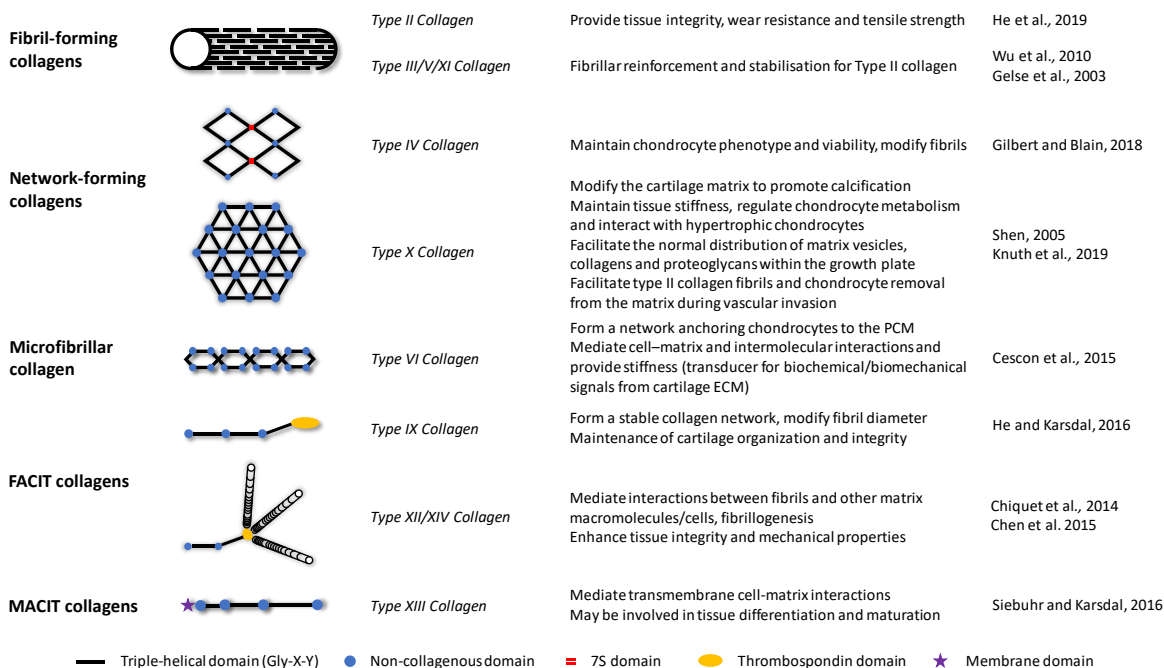 Fibril-forming
collagens
Type II Collagen
Provide tissue integrity, wear resistance and tensile strength
He et al., 2019
Type III/V/XI Collagen
Fibrillar reinforcement and stabilisation for Type II collagen
Wu et al., 2010
Gelse et al., 2003
Network-forming
collagens
Type IV Collagen
Maintain chondrocyte phenotype and viability, modify fibrils
Gilbert and Blain, 2018
Type X Collagen
Modify the cartilage matrix to promote calcification
Maintain tissue stiffness, regulate chondrocyte metabolism
and interact with hypertrophic chondrocytes
Facilitate the normal distribution of matrix vesicles,
collagens and proteoglycans within the growth plate
Facilitate type II collagen fibrils and chondrocyte removal
from the matrix during vascular invasion
Shen, 2005
Knuth et al., 2019
Microfibrillar
collagen
Type VI Collagen
Form a network anchoring chondrocytes to the PCM
Mediate cell–matrix and intermolecular interactions and
provide stiffness (transducer for biochemical/biomechanical
signals from cartilage ECM)
Cescon et al., 2015
FACIT collagens
Type IX Collagen
Form a stable collagen network, modify fibril diameter
Maintenance of cartilage organization and integrity
He and Karsdal, 2016
Type XII/XIV Collagen
Mediate interactions between fibrils and other matrix
macromolecules/cells, fibrillogenesis
Enhance tissue integrity and mechanical properties
Chiquet et al., 2014
Chen et al. 2015
MACIT collagens
Type XIII Collagen
Mediate transmembrane cell-matrix interactions
May be involved in tissue differentiation and maturation
Siebuhr and Karsdal, 2016
Triple-helical domain (Gly-X-Y)
Non-collagenous domain
7S domain
Thrombospondin domain
Membrane domain